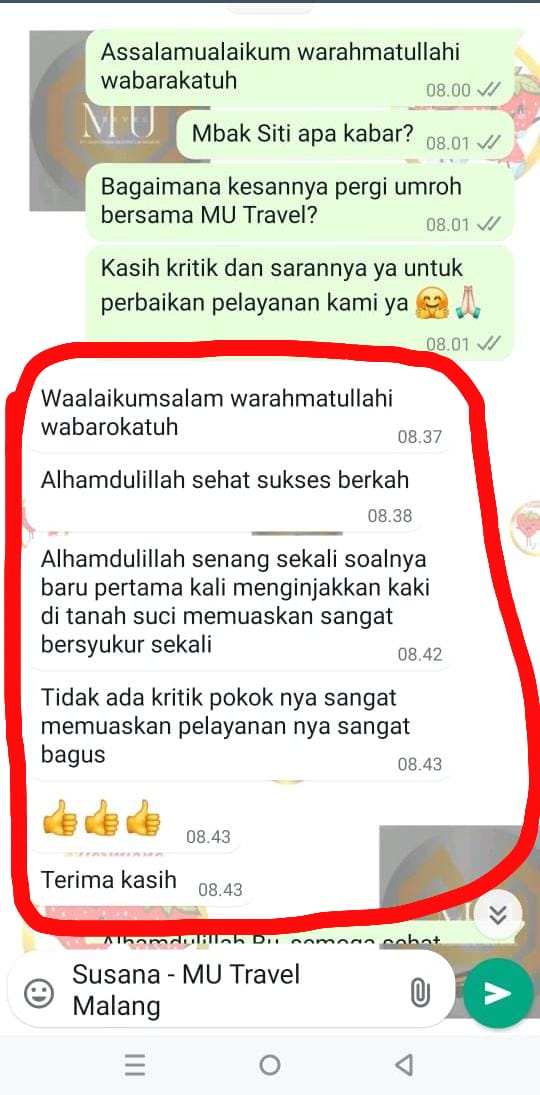 Assalamualaikum warahmatullahi
wabarakatuh
08.00
MU
Mbak Siti apa kabar?
08.01
Bagaimana kesannya pergi umroh
bersama MU Travel?
08.01
Kasih kritik dan sarannya ya untuk
perbaikan pelayanan kami ya 🤗🙏🏻
08.01
Waalaikumsalam warahmatullahi
wabarokatuh
08.37
Alhamdulillah sehat sukses berkah
08.38
Alhamdulillah senang sekali soalnya
baru pertama kali menginjakkan kaki
di tanah suci memuaskan sangat
bersyukur sekali
08.42
Tidak ada kritik pokok nya sangat
memuaskan pelayanan nya sangat
bagus
08.43
👍👍👍 08.43
Terima kasih 08.43
Alhamdulillah Bu semoga sehat
Susana - MU Travel
Malang